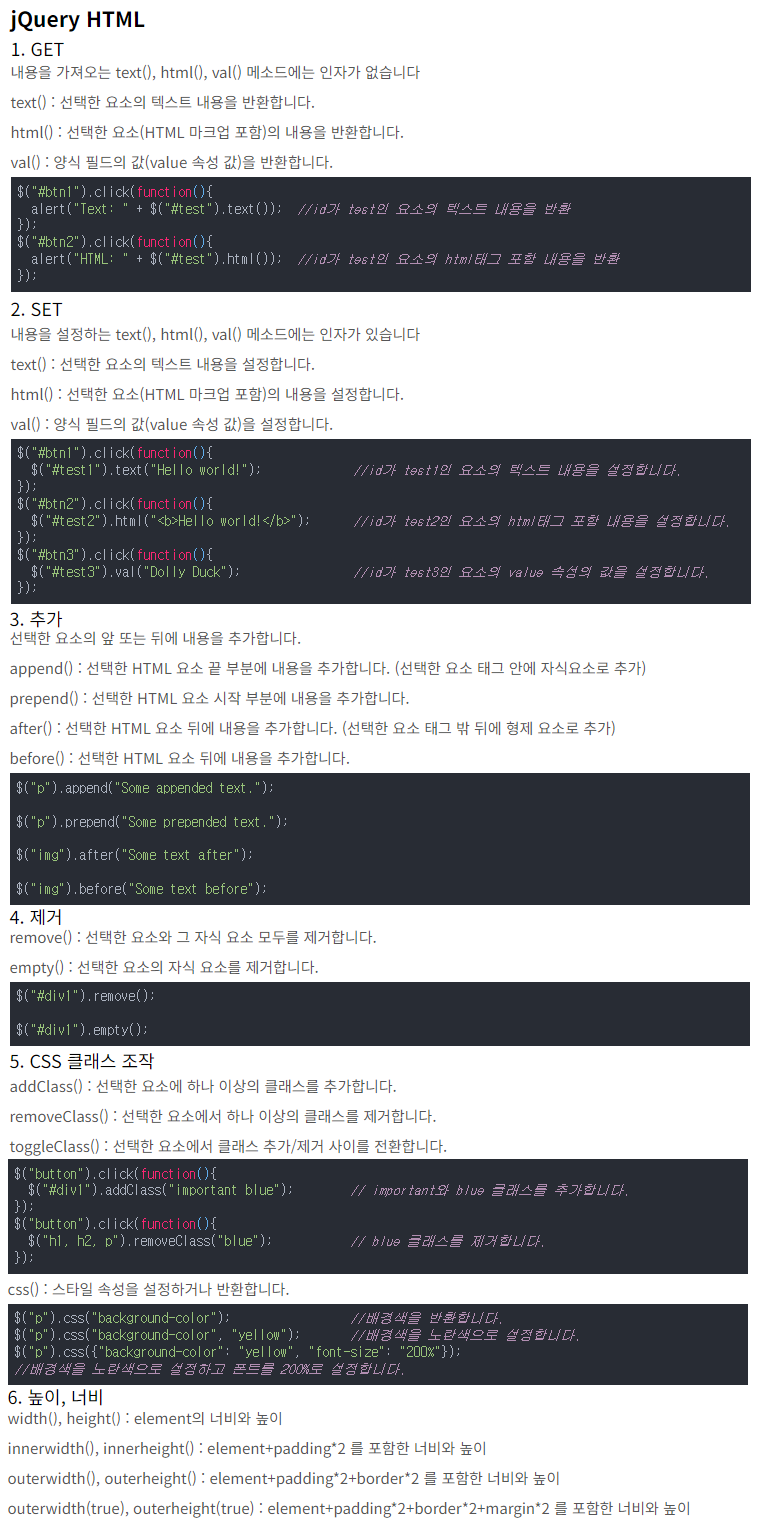 jQuery HTML
1. GET
내용을 가져오는 text(), html(), val() 메소드에는 인자가 없습니다
text() : 선택한 요소의 텍스트 내용을 반환합니다.
html() : 선택한 요소(HTML 마크업 포함)의 내용을 반환합니다.
val() : 양식 필드의 값(value 속성 값)을 반환합니다.
$("#btn1").click(function(){
  alert("Text: " + $("#test").text());  //id가 test인 요소의 텍스트 내용을 반환
});
$("#btn2").click(function(){
  alert("HTML: " + $("#test").html());  //id가 test인 요소의 html태그 포함 내용을 반환
});
2. SET
내용을 설정하는 text(), html(), val() 메소드에는 인자가 있습니다
text() : 선택한 요소의 텍스트 내용을 설정합니다.
html() : 선택한 요소(HTML 마크업 포함)의 내용을 설정합니다.
val() : 양식 필드의 값(value 속성 값)을 설정합니다.
$("#btn1").click(function(){
  $("#test1").text("Hello world!");             //id가 test1인 요소의 텍스트 내용을 설정합니다.
});
$("#btn2").click(function(){
  $("#test2").html("<b>Hello world!</b>");      //id가 test2인 요소의 html태그 포함 내용을 설정합니다.
});
$("#btn3").click(function(){
  $("#test3").val("Dolly Duck");                //id가 test3인 요소의 value 속성의 값을 설정합니다.
});
3. 추가
선택한 요소의 앞 또는 뒤에 내용을 추가합니다.
append() : 선택한 HTML 요소 끝 부분에 내용을 추가합니다. (선택한 요소 태그 안에 자식요소로 추가)
prepend() : 선택한 HTML 요소 시작 부분에 내용을 추가합니다.
after() : 선택한 HTML 요소 뒤에 내용을 추가합니다. (선택한 요소 태그 밖 뒤에 형제 요소로 추가)
before() : 선택한 HTML 요소 뒤에 내용을 추가합니다.
$("p").append("Some appended text.");
$("p").prepend("Some prepended text.");
$("img").after("Some text after");
$("img").before("Some text before");
4. 제거
remove() : 선택한 요소와 그 자식 요소 모두를 제거합니다.
empty() : 선택한 요소의 자식 요소를 제거합니다.
$("#div1").remove();
$("#div1").empty();
5. CSS 클래스 조작
addClass() : 선택한 요소에 하나 이상의 클래스를 추가합니다.
removeClass() : 선택한 요소에서 하나 이상의 클래스를 제거합니다.
toggleClass() : 선택한 요소에서 클래스 추가/제거 사이를 전환합니다.
$("button").click(function(){
  $("#div1").addClass("important blue");        // important와 blue 클래스를 추가합니다.
});
$("button").click(function(){
  $("h1, h2, p").removeClass("blue");           // blue 클래스를 제거합니다.
});
css() : 스타일 속성을 설정하거나 반환합니다.
$("p").css("background-color");                 //배경색을 반환합니다.
$("p").css("background-color", "yellow");       //배경색을 노란색으로 설정합니다.
$("p").css({"background-color": "yellow", "font-size": "200%"});
//배경색을 노란색으로 설정하고 폰트를 200%로 설정합니다.
6. 높이, 너비
width(), height() : element의 너비와 높이
innerwidth(), innerheight() : element+padding*2 를 포함한 너비와 높이
outerwidth(), outerheight() : element+padding*2+border*2 를 포함한 너비와 높이
outerwidth(true), outerheight(true) : element+padding*2+border*2+margin*2 를 포함한 너비와 높이